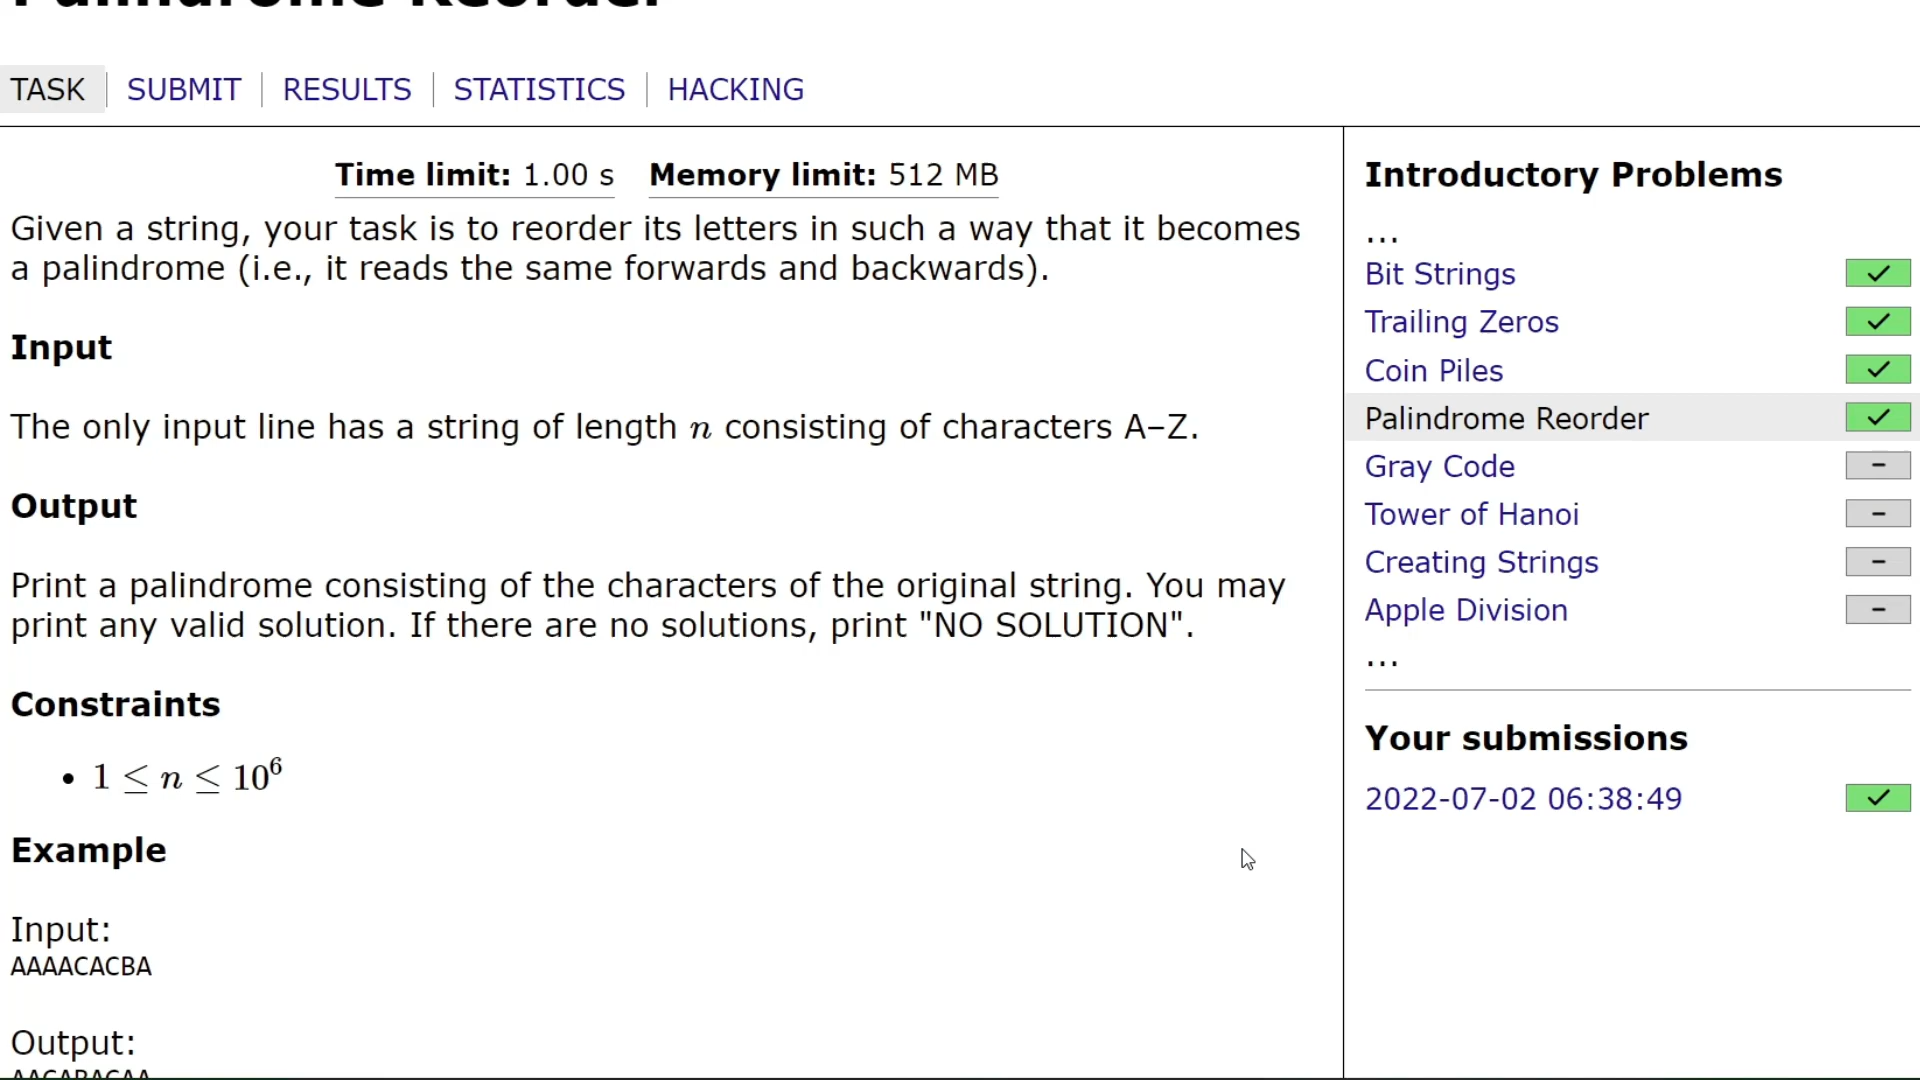 Palindrome Reorder
TASK SUBMIT RESULTS STATISTICS HACKING
Time limit: 1.00 s Memory limit: 512 MB
Given a string, your task is to reorder its letters in such a way that it becomes
a palindrome (i.e., it reads the same forwards and backwards).
Input
The only input line has a string of length n consisting of characters A–Z.
Output
Print a palindrome consisting of the characters of the original string. You may
print any valid solution. If there are no solutions, print "NO SOLUTION".
Constraints
• 1 ≤ n ≤ 10⁶
Example
Input:
AAAACACBA
Output:
AACABACAA
Introductory Problems
...
Bit Strings
Trailing Zeros
Coin Piles
Palindrome Reorder
Gray Code –
Tower of Hanoi –
Creating Strings –
Apple Division –
...
Your submissions
2022-07-02 06:38:49